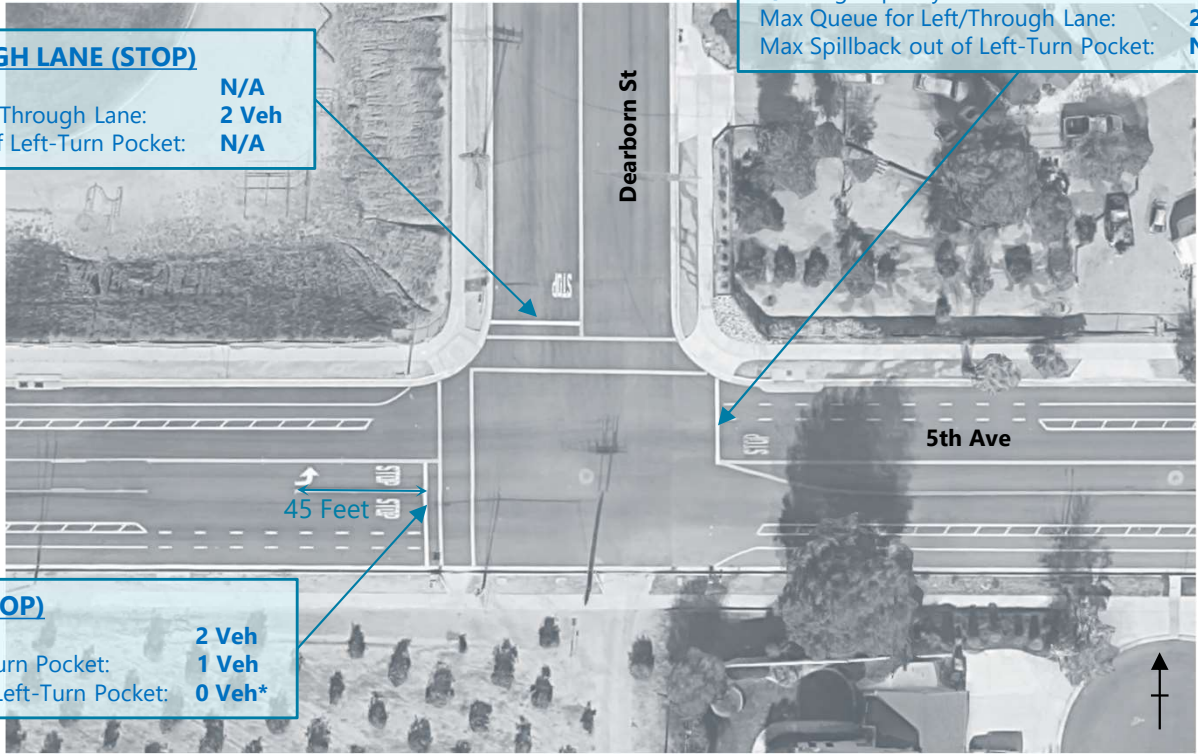 Max Queue for Left/Through Lane: 2
Max Spillback out of Left-Turn Pocket: N
GH LANE (STOP)
N/A
Through Lane: 2 Veh
f Left-Turn Pocket: N/A
Dearborn St
STOP
5th Ave
STOP
STOP
STOP
45 Feet
OP)
2 Veh
urn Pocket: 1 Veh
Left-Turn Pocket: 0 Veh*